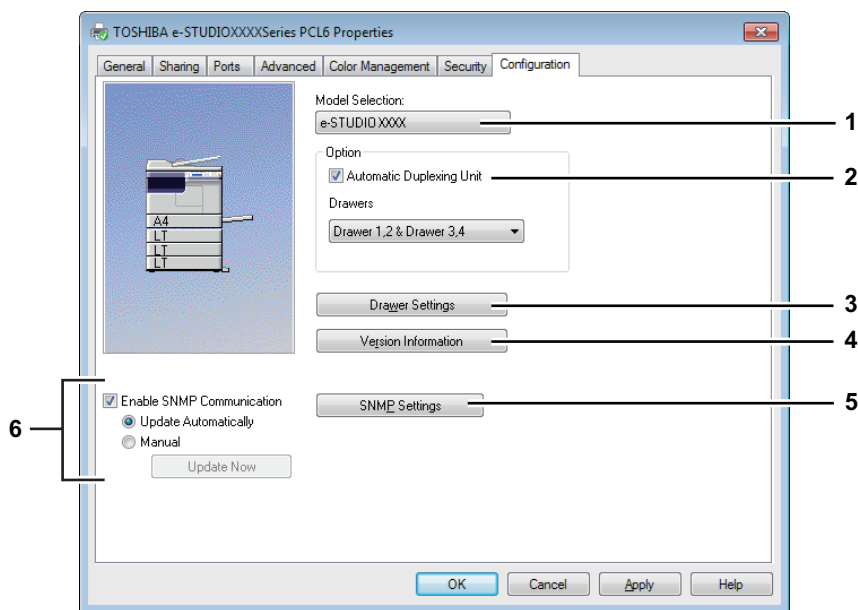 TOSHIBA e-STUDIOXXXXSeries PCL6 Properties
General Sharing Ports Advanced Color Management Security Configuration
Model Selection:
e-STUDIO XXX
1
Option
Automatic Duplexing Unit
2
Drawers
Drawer 1,2 & Drawer 3,4
A4
LT
LT
LT
Drawer Settings
3
Version Information
4
Enable SNMP Communication
SNMP Settings
5
6
Update Automatically
Manual
Update Now
OK Cancel Apply Help